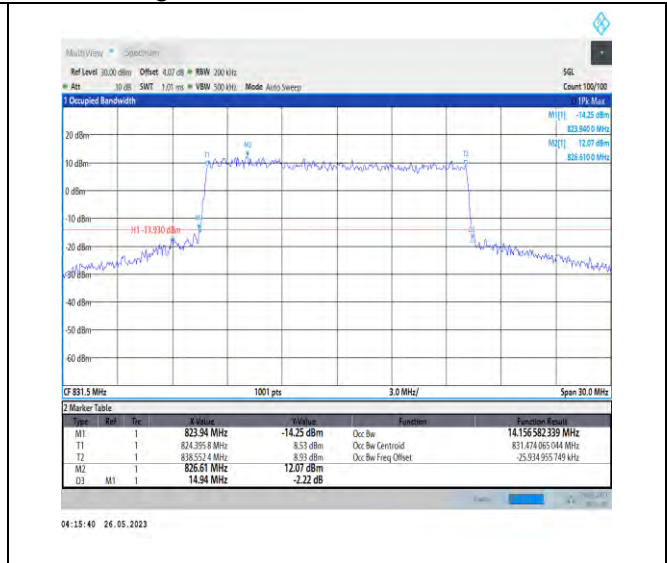 MultiView Spectrum
Ref Level 30.00 dBm Offset 4.07 dB RBW 200 kHz SGL
Att 30 dB SWT 1.01 ms VBW 500 kHz Mode Auto Sweep Count 100/100
1 Occupied Bandwidth 1Pk Max
M1[1] -14.25 dBm
823.940 0 MHz
M2[1] 12.07 dBm
826.610 0 MHz
20 dBm
T1 M2 T2
10 dBm
0 dBm
-10 dBm
H1 -13.930 dBm
-20 dBm
-30 dBm
-40 dBm
-50 dBm
-60 dBm
CF 831.5 MHz 1001 pts 3.0 MHz/ Span 30.0 MHz
2 Marker Table
Type Ref Trc X-Value Y-Value Function Function Result
M1 1 823.94 MHz -14.25 dBm Occ Bw 14.156 582 339 MHz
T1 1 824.395 8 MHz 8.53 dBm Occ Bw Centroid 831.474 065 044 MHz
T2 1 838.552 4 MHz 8.93 dBm Occ Bw Freq Offset -25.934 955 749 kHz
M2 1 826.61 MHz 12.07 dBm
D3 M1 1 14.94 MHz -2.22 dB
04:15:40 26.05.2023